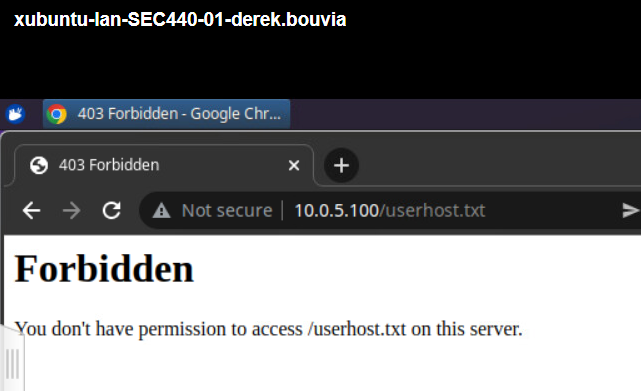 xubuntu-lan-SEC440-01-derek.bouvia
403 Forbidden - Google Chr...
403 Forbidden
Not secure 10.0.5.100/userhost.txt
Forbidden
You don't have permission to access /userhost.txt on this server.